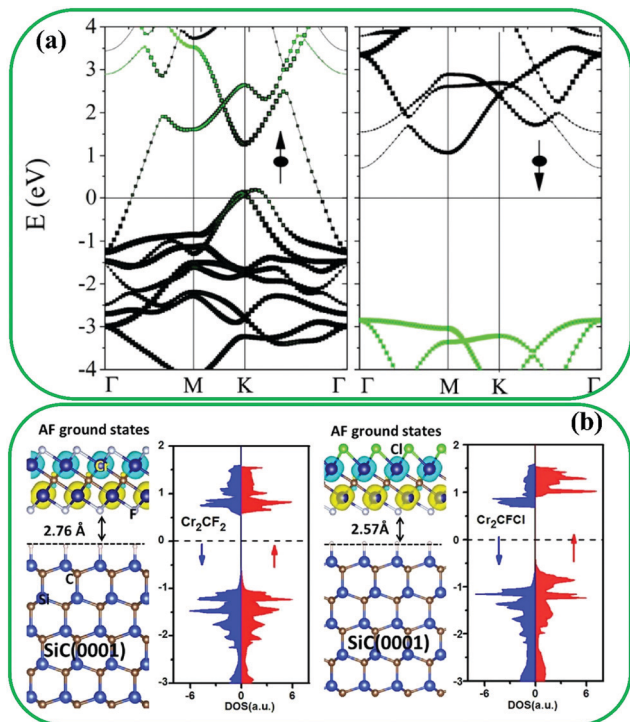 (a)
4
3
2
1
0
-1
-2
-3
-4
E (eV)
Γ M K Γ
Γ M K Γ
(b)
AF ground states
Cr
F
2.76 Å
C
Si
SiC(0001)
2
1
0
-1
-2
-3
Cr₂CF₂
-6 0 6
DOS(a.u.)
AF ground states
Cl
2.57Å
SiC(0001)
2
1
0
-1
-2
-3
Cr₂CFCl
-6 0 6
DOS(a.u.)